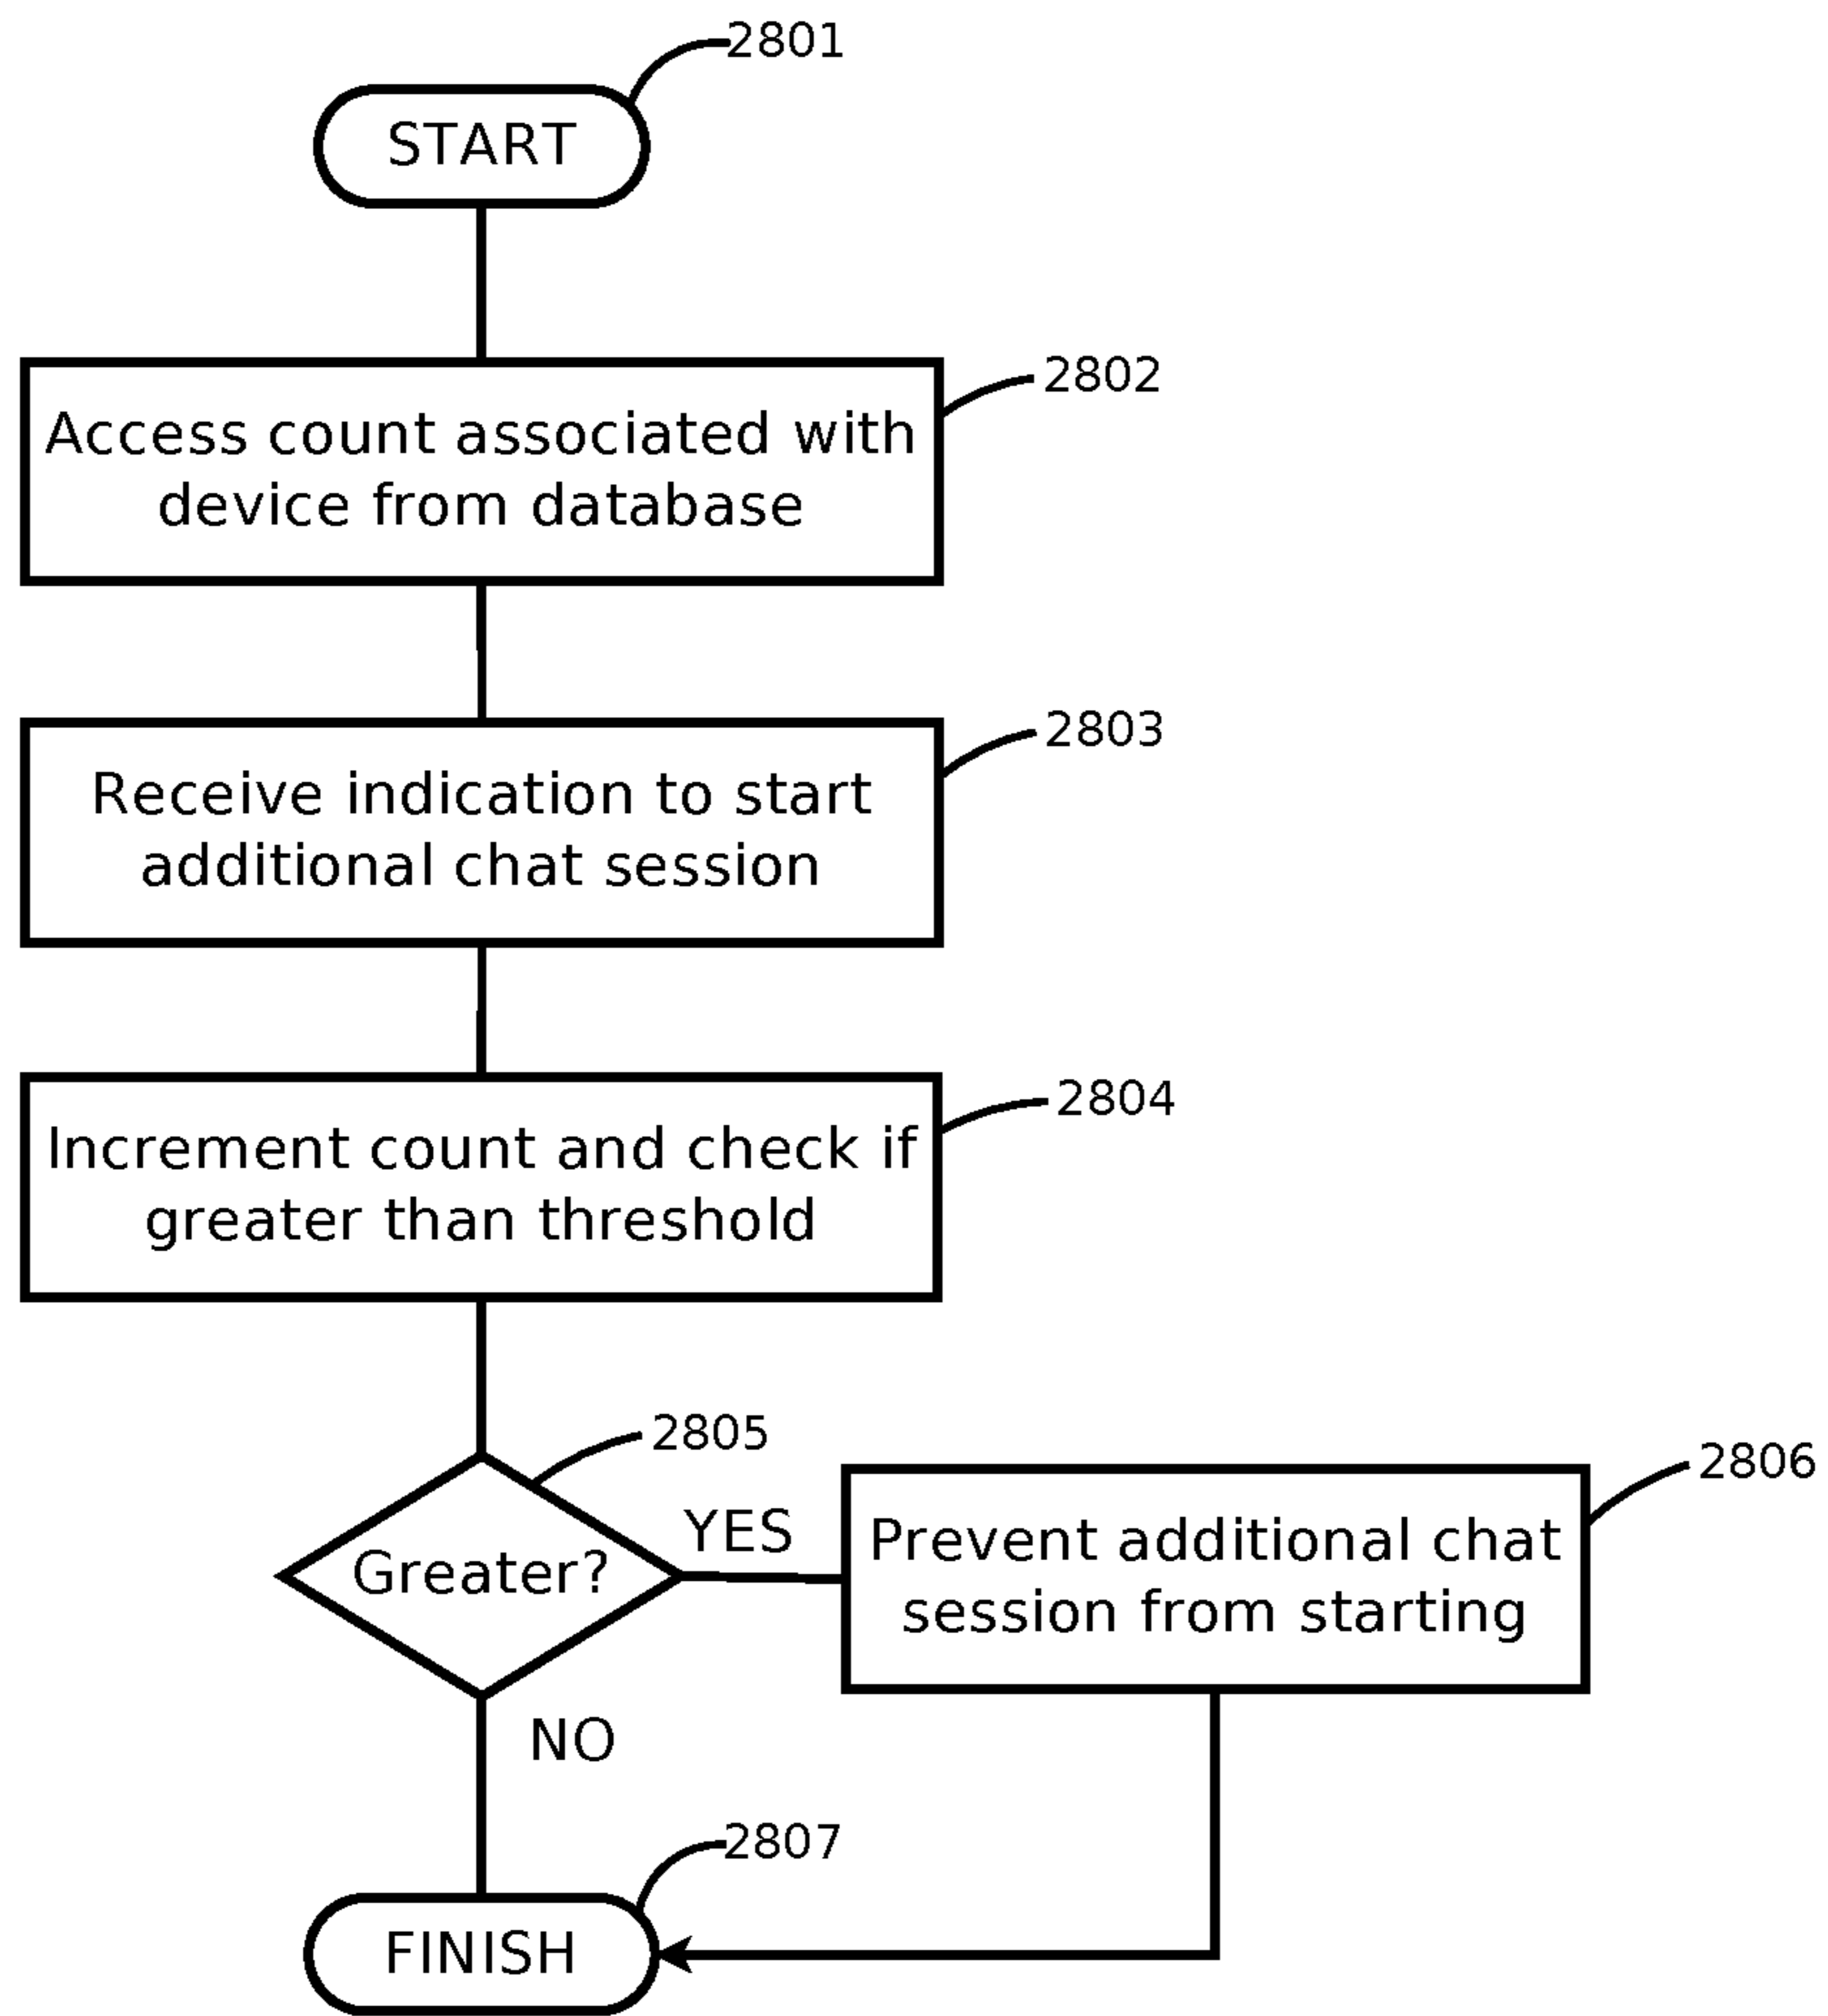 2801
START
2802
Access count associated with
device from database
2803
Receive indication to start
additional chat session
2804
Increment count and check if
greater than threshold
2805
Greater?
YES
2806
Prevent additional chat
session from starting
NO
2807
FINISH